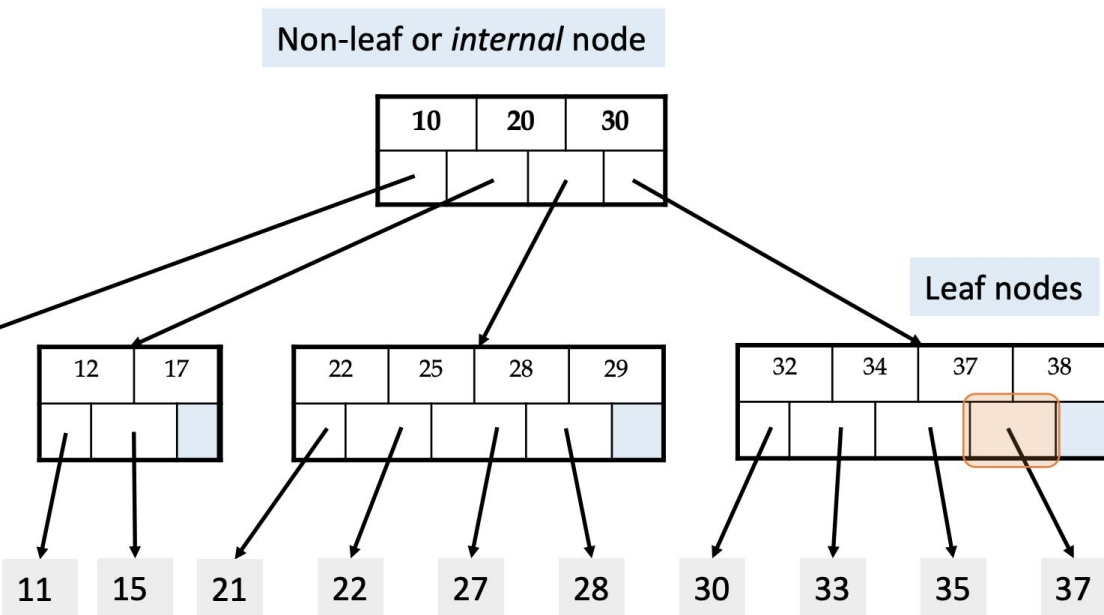 Non-leaf or internal node
10 20 30
Leaf nodes
12 17 22 25 28 29 32 34 37 38
11 15 21 22 27 28 30 33 35 37